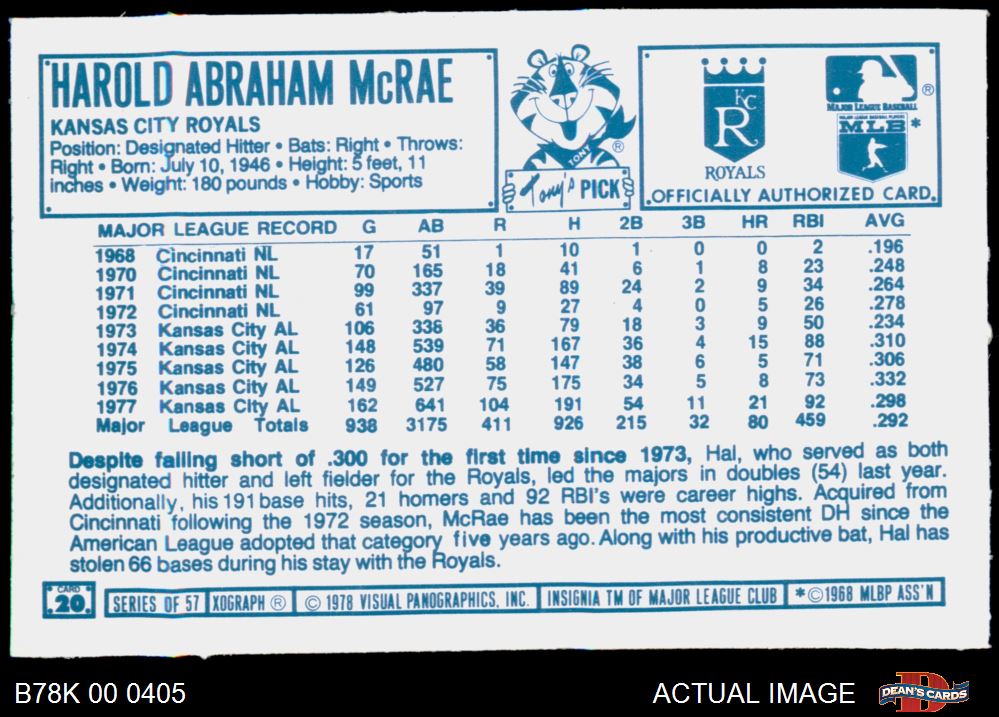 HAROLD ABRAHAM McRAE
KANSAS CITY ROYALS
Position: Designated Hitter • Bats: Right • Throws:
Right • Born: July 10, 1946 • Height: 5 feet, 11
inches • Weight: 180 pounds • Hobby: Sports
TONY
®
Tony's PICK
KC
R
ROYALS
®
MAJOR LEAGUE BASEBALL
MAJOR LEAGUE BASEBALL PLAYERS
MLB *
OFFICIALLY AUTHORIZED CARD.
MAJOR LEAGUE RECORD G AB R H 2B 3B HR RBI AVG
1968 Cincinnati NL 17 51 1 10 1 0 0 2 .196
1970 Cincinnati NL 70 165 18 41 6 1 8 23 .248
1971 Cincinnati NL 99 337 39 89 24 2 9 34 .264
1972 Cincinnati NL 61 97 9 27 4 0 5 26 .278
1973 Kansas City AL 106 338 36 79 18 3 9 50 .234
1974 Kansas City AL 148 539 71 167 36 4 15 88 .310
1975 Kansas City AL 126 480 58 147 38 6 5 71 .306
1976 Kansas City AL 149 527 75 175 34 5 8 73 .332
1977 Kansas City AL 162 641 104 191 54 11 21 92 .298
Major League Totals 938 3175 411 926 215 32 80 459 .292
Despite falling short of .300 for the first time since 1973, Hal, who served as both
designated hitter and left fielder for the Royals, led the majors in doubles (54) last year.
Additionally, his 191 base hits, 21 homers and 92 RBI's were career highs. Acquired from
Cincinnati following the 1972 season, McRae has been the most consistent DH since the
American League adopted that category five years ago. Along with his productive bat, Hal has
stolen 66 bases during his stay with the Royals.
CARD
20. SERIES OF 57 XOGRAPH ® © 1978 VISUAL PANOGRAPHICS, INC. INSIGNIA TM OF MAJOR LEAGUE CLUB *©1968 MLBP ASS'N
B78K 00 0405 ACTUAL IMAGE DEAN'S CARDS